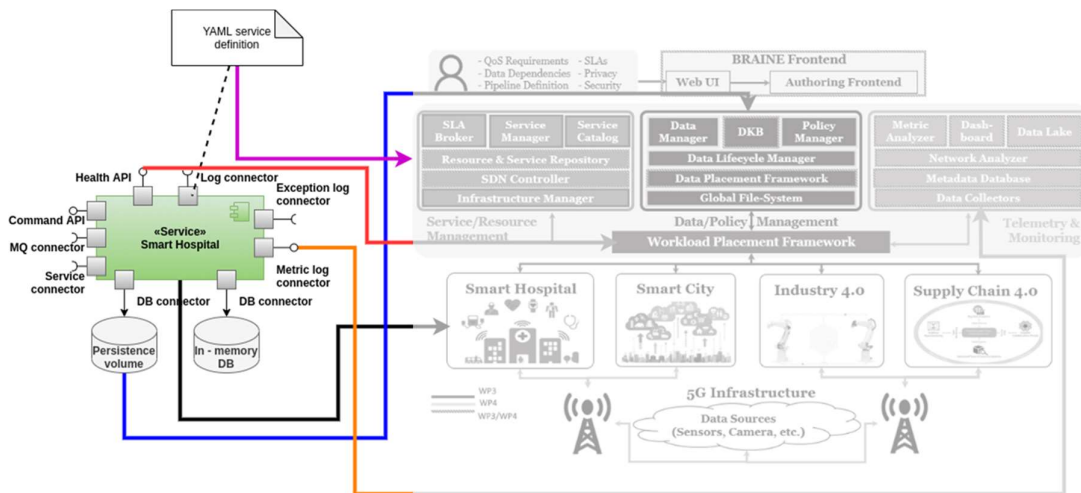 YAML service
definition
Health API
Log connector
Exception log
connector
Command API
«Service»
Smart Hospital
MQ connector
Service
connector
Metric log
connector
DB connector
DB connector
Persistence
volume
In - memory
DB
- QoS Requirements
- SLAs
- Data Dependencies
- Privacy
- Pipeline Definition
- Security
BRAINE Frontend
Web UI
Authoring Frontend
SLA
Broker
Service
Manager
Service
Catalog
Resource & Service Repository
SDN Controller
Infrastructure Manager
Service/Resource
Management
Data
Manager
DKB
Policy
Manager
Data Lifecycle Manager
Data Placement Framework
Global File-System
Data/Policy Management
Metric
Analyzer
Dash-
board
Data Lake
Network Analyzer
Metadata Database
Data Collectors
Telemetry &
Monitoring
Workload Placement Framework
Smart Hospital
Smart City
Industry 4.0
Supply Chain 4.0
WP3
WP4
WP3/WP4
5G Infrastructure
Data Sources
(Sensors, Camera, etc.)